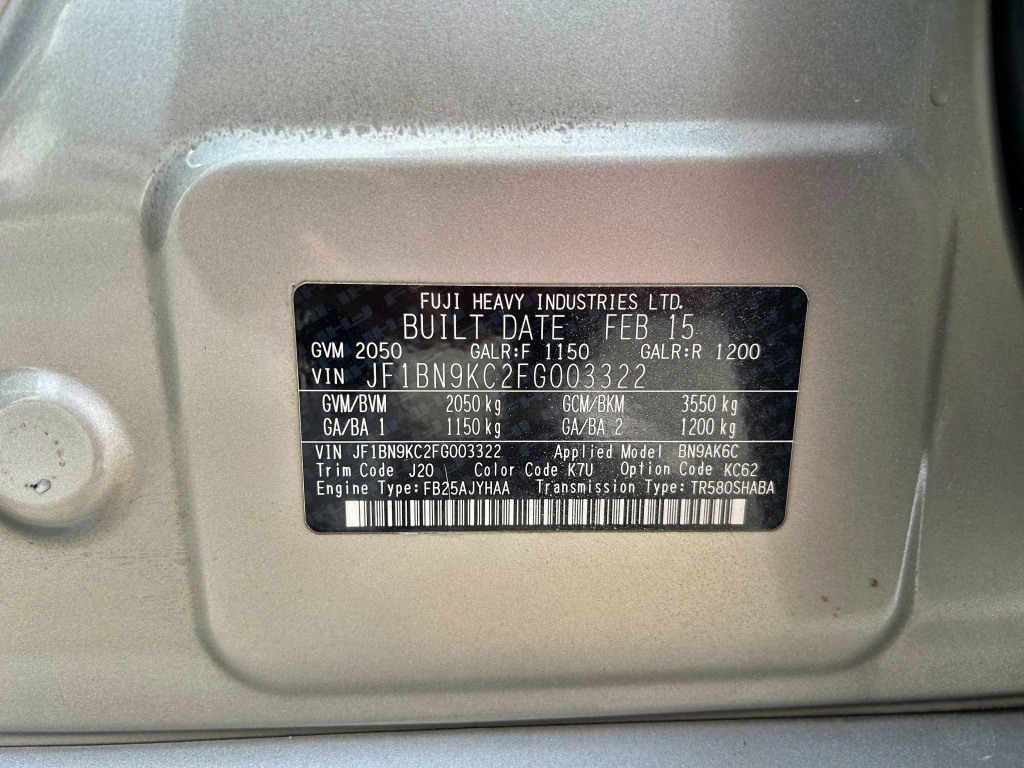 FUJI HEAVY INDUSTRIES LTD.
BUILT DATE FEB 15
GVM 2050 GALR:F 1150 GALR:R 1200
VIN JF1BN9KC2FG003322
GVM/BVM 2050 kg GCM/BKM 3550 kg
GA/BA 1 1150 kg GA/BA 2 1200 kg
VIN JF1BN9KC2FG003322 Applied Model BN9AK6C
Trim Code J20 Color Code K7U Option Code KC62
Engine Type:FB25AJYHAA Transmission Type:TR580SHABA